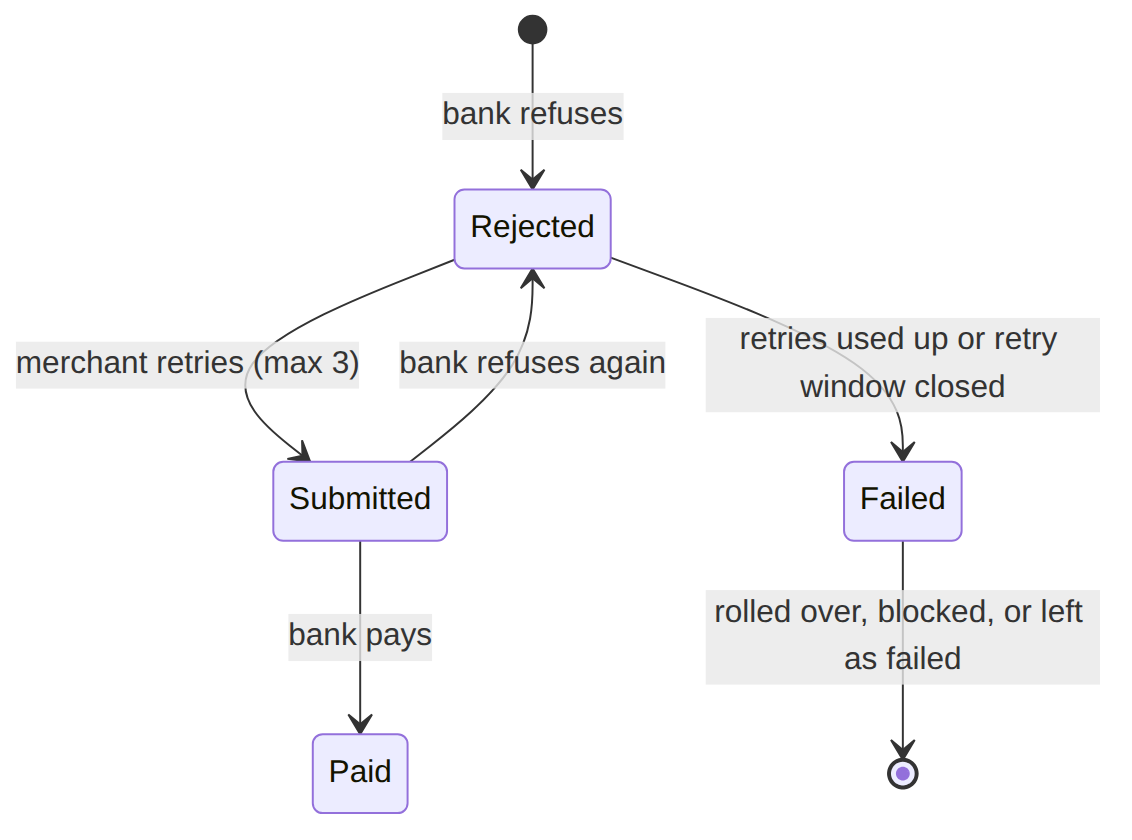 bank refuses
Rejected
merchant retries (max 3)
bank refuses again
retries used up or retry
window closed
Submitted
Failed
bank pays
rolled over, blocked, or left
as failed
Paid